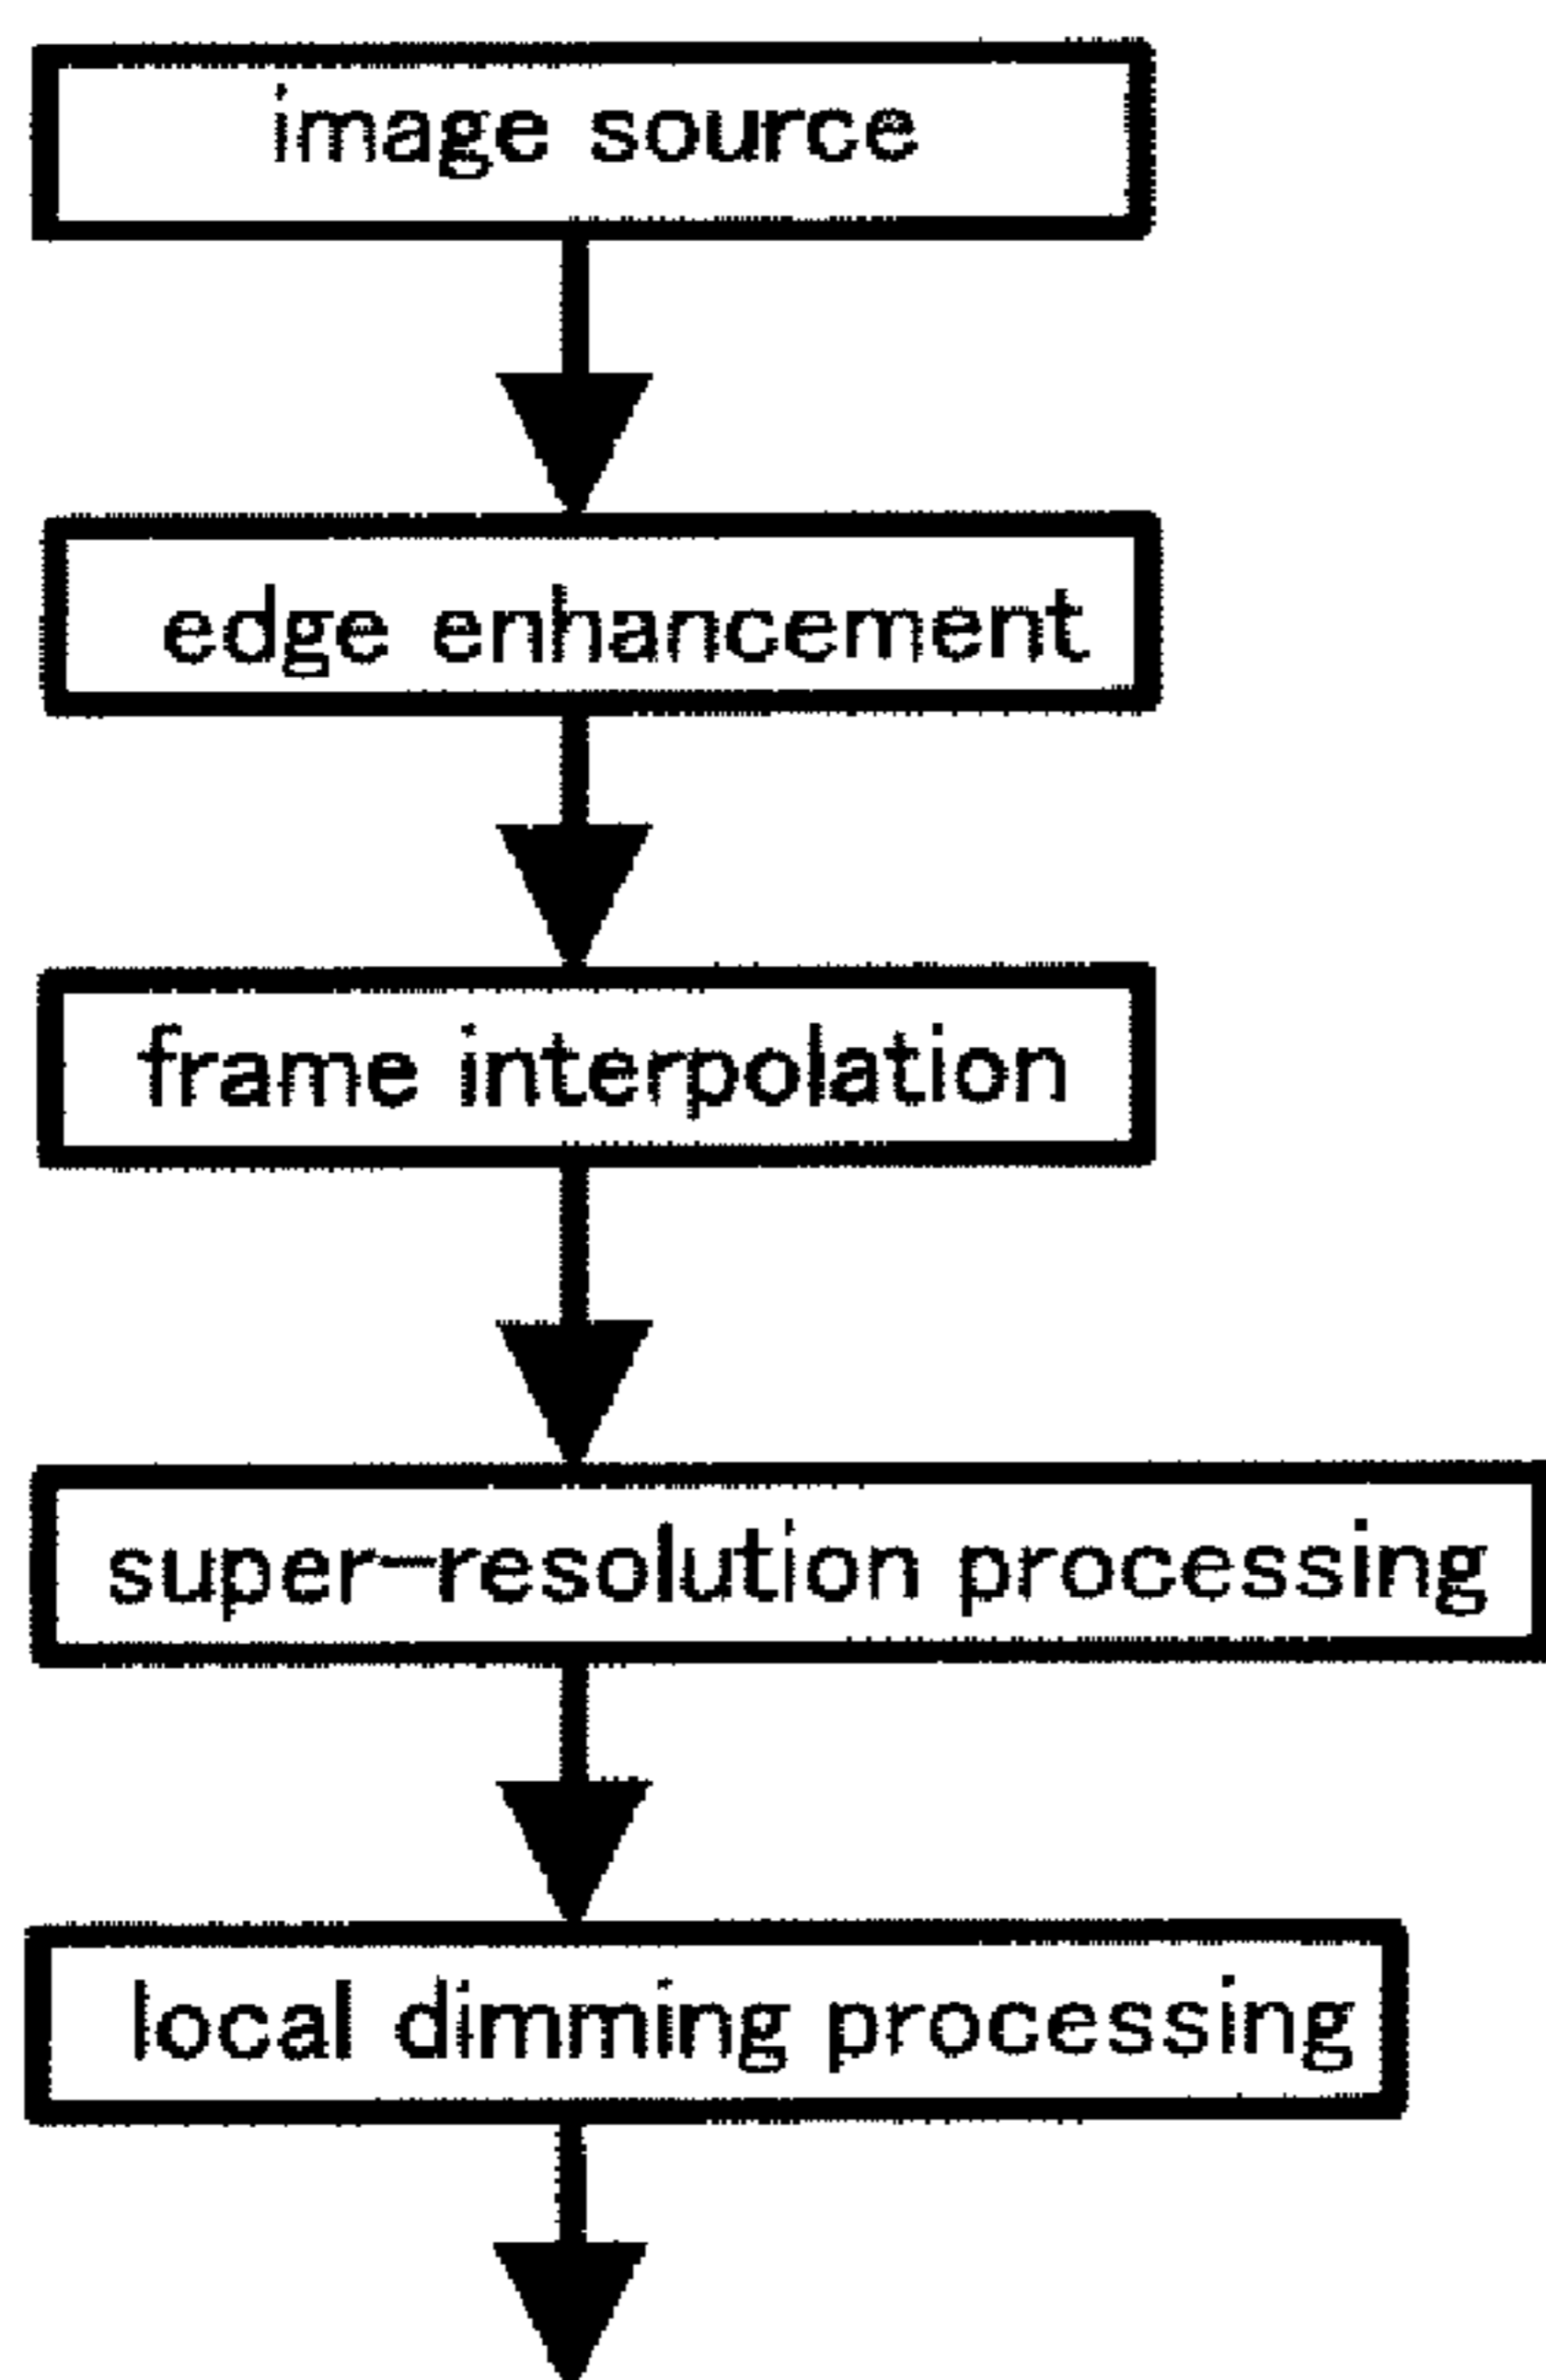 image source
edge enhancement
frame interpolation
super-resolution processing
local dimming processing